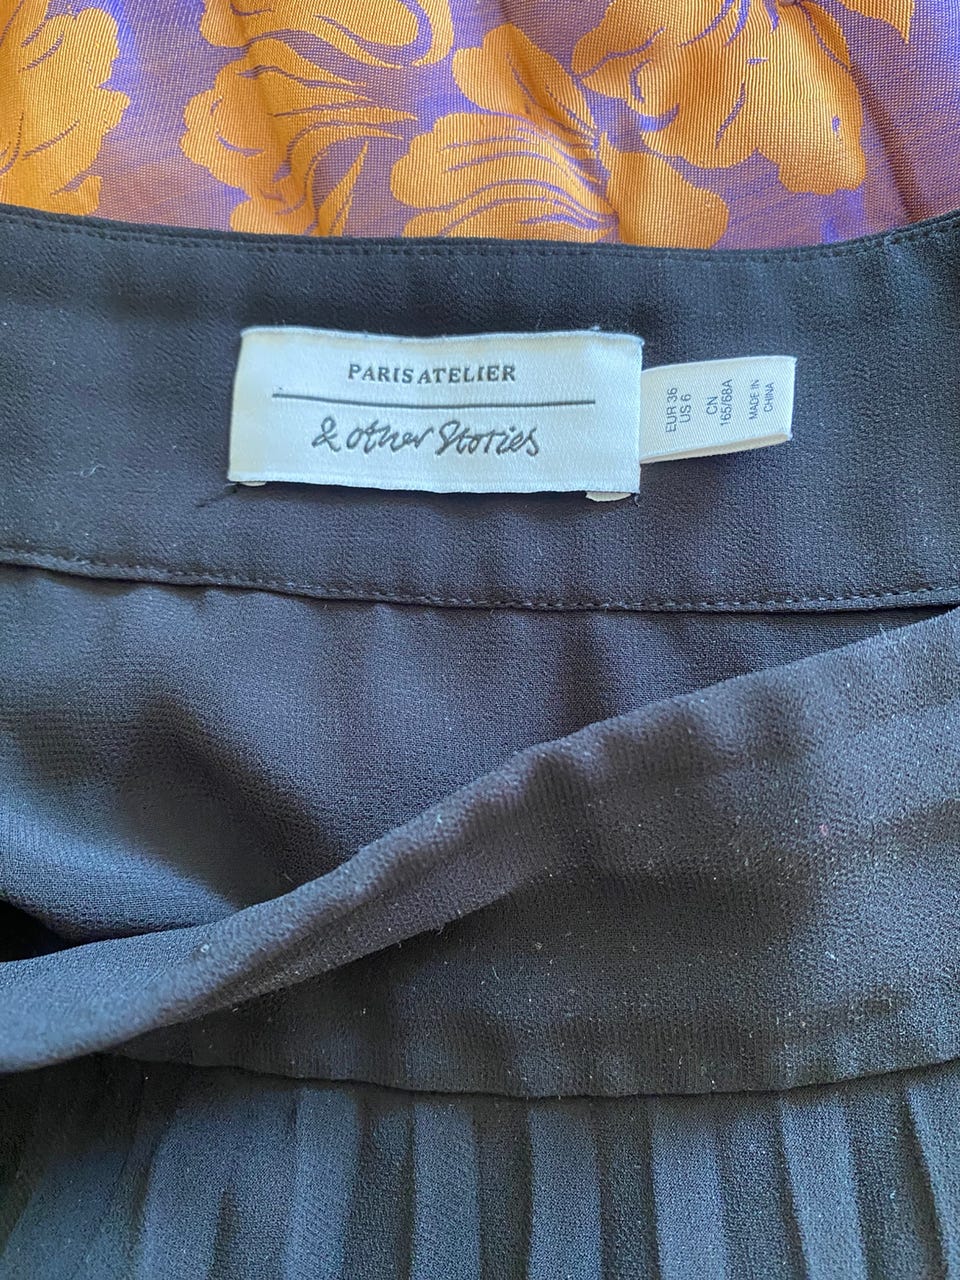 PARIS ATELIER
& other Stories
EUR 36
US 6
CN
165/68A
MADE IN
CHINA